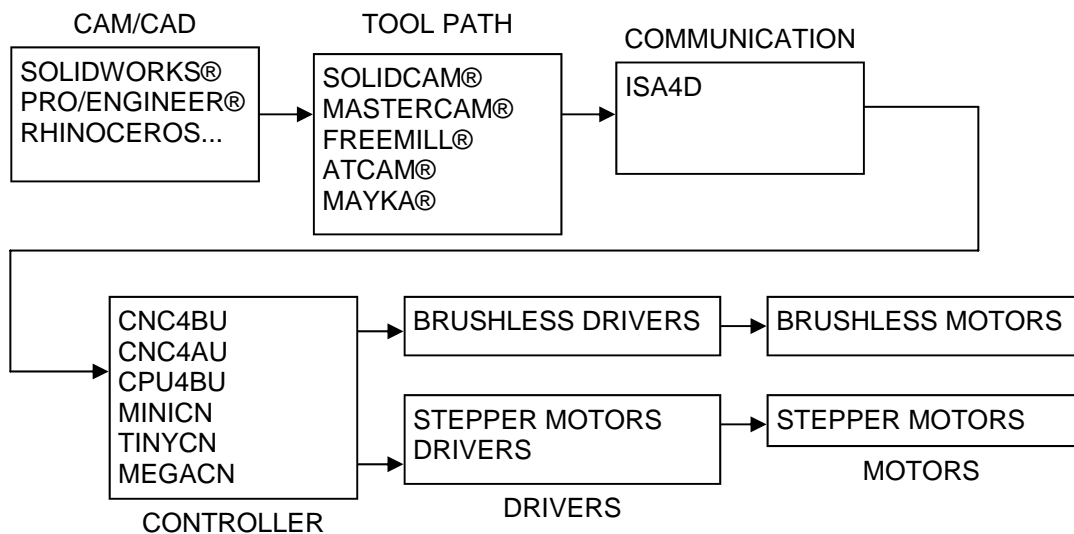 CAM/CAD
SOLIDWORKS®
PRO/ENGINEER®
RHINOCEROS...
TOOL PATH
SOLIDCAM®
MASTERCAM®
FREEMILL®
ATCAM®
MAYKA®
COMMUNICATION
ISA4D
CNC4BU
CNC4AU
CPU4BU
MINICN
TINYCN
MEGACN
CONTROLLER
BRUSHLESS DRIVERS
STEPPER MOTORS
DRIVERS
DRIVERS
BRUSHLESS MOTORS
STEPPER MOTORS
MOTORS